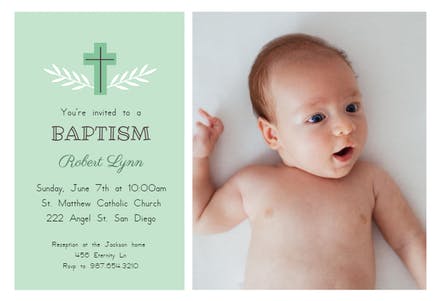 You're invited to a
BAPTISM
Robert Lynn
Sunday, June 7th at 10:00am
St. Matthew Catholic Church
222 Angel St. San Diego
Reception at the Jackson home
456 Eternity Ln
Rsvp to 987.654.3210